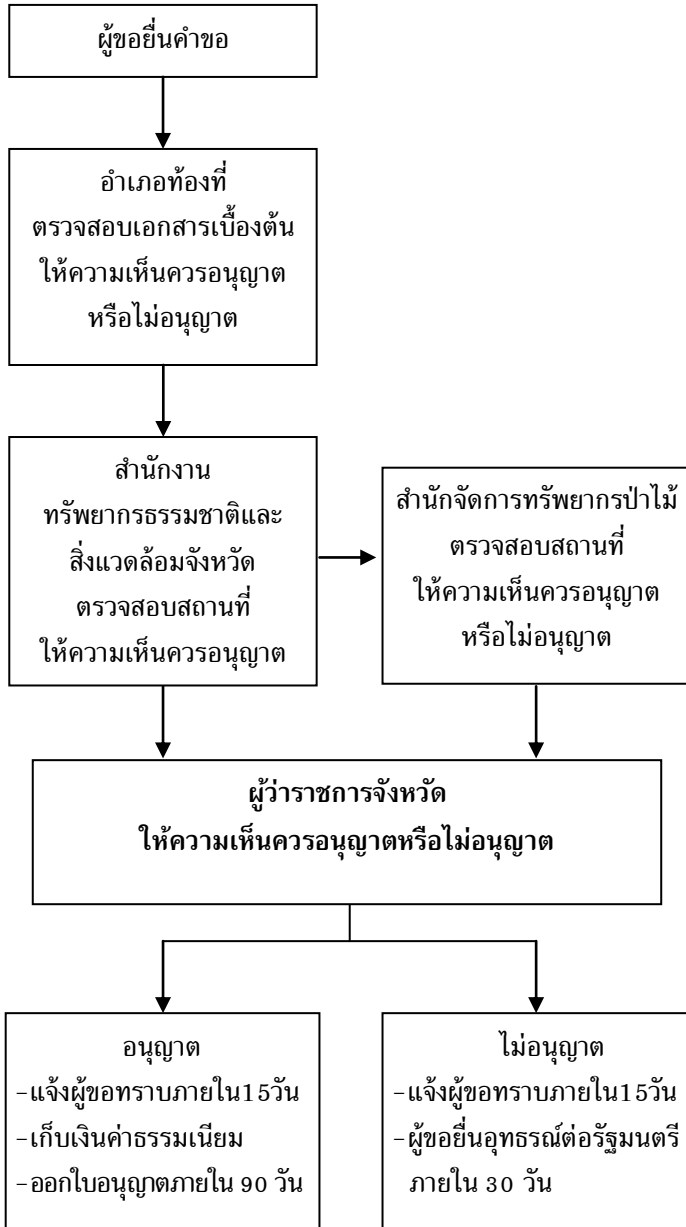 ผู้ขอยื่นคำขอ
อำเภอท้องที่
ตรวจสอบเอกสารเบื้องต้น
ให้ความเห็นควรอนุญาต
หรือไม่อนุญาต
สำนักงาน
ทรัพยากรธรรมชาติและ
สิ่งแวดล้อมจังหวัด
ตรวจสอบสถานที่
ให้ความเห็นควรอนุญาต
สำนักจัดการทรัพยากรป่าไม้
ตรวจสอบสถานที่
ให้ความเห็นควรอนุญาต
หรือไม่อนุญาต
ผู้ว่าราชการจังหวัด
ให้ความเห็นควรอนุญาตหรือไม่อนุญาต
อนุญาต
-แจ้งผู้ขอทราบภายใน15วัน
-เก็บเงินค่าธรรมเนียม
-ออกใบอนุญาตภายใน 90 วัน
ไม่อนุญาต
-แจ้งผู้ขอทราบภายใน15วัน
-ผู้ขอยื่นอุทธรณ์ต่อรัฐมนตรี
ภายใน 30 วัน